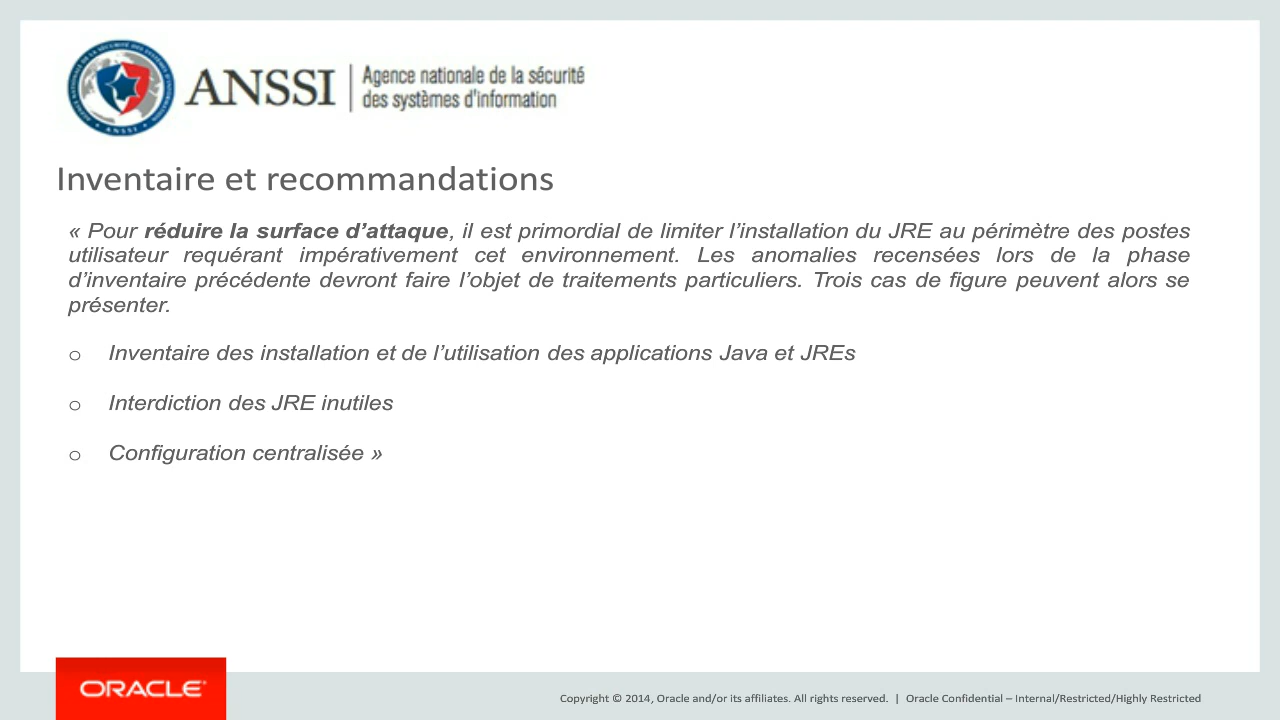 ANSSI
Agence nationale de la sécurité
des systèmes d'information
Inventaire et recommandations
« Pour réduire la surface d’attaque, il est primordial de limiter l’installation du JRE au périmètre des postes
utilisateur requérant impérativement cet environnement. Les anomalies recensées lors de la phase
d’inventaire précédente devront faire l’objet de traitements particuliers. Trois cas de figure peuvent alors se
présenter.
o Inventaire des installation et de l’utilisation des applications Java et JREs
o Interdiction des JRE inutiles
o Configuration centralisée »
ORACLE
Copyright © 2014, Oracle and/or its affiliates. All rights reserved. | Oracle Confidential – Internal/Restricted/Highly Restricted